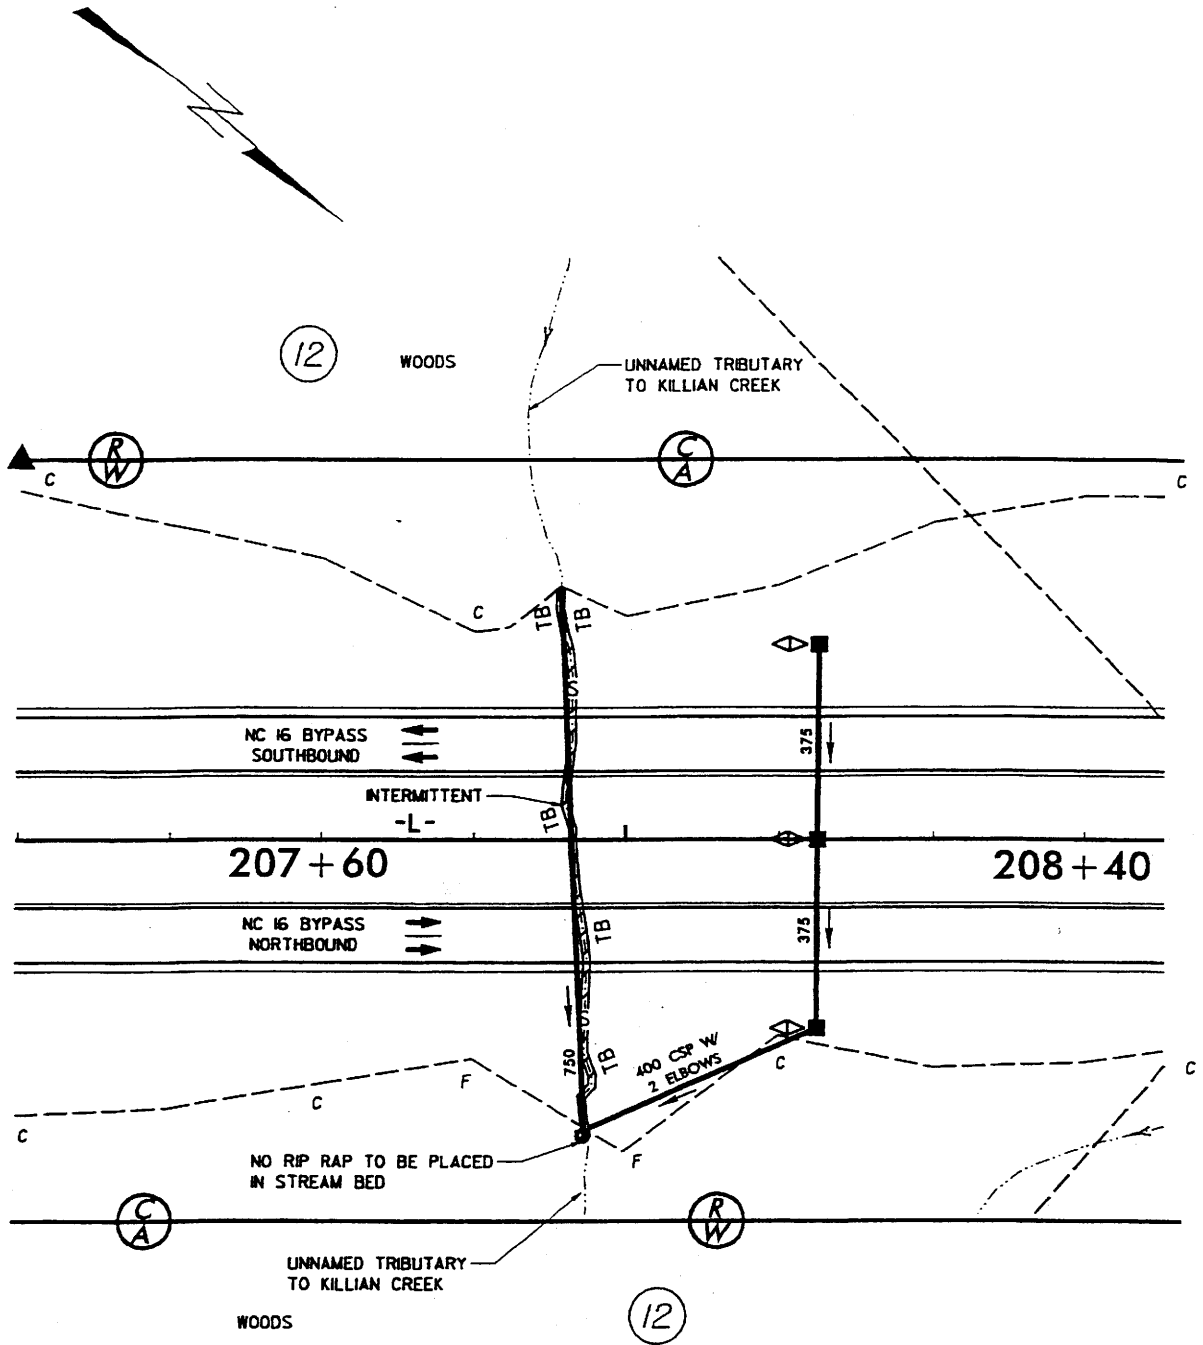 12
WOODS
UNNAMED TRIBUTARY
TO KILLIAN CREEK
R
W
C
A
C
C
C
TB
TB
S
NC 16 BYPASS
SOUTHBOUND
375
INTERMITTENT
TB
-L-
207+60
208+40
NC 16 BYPASS
NORTHBOUND
TB
375
S
750
TB
400 CSP W/
2 ELBOWS
C
C
F
C
C
F
NO RIP RAP TO BE PLACED
IN STREAM BED
C
A
R
W
UNNAMED TRIBUTARY
TO KILLIAN CREEK
12
WOODS